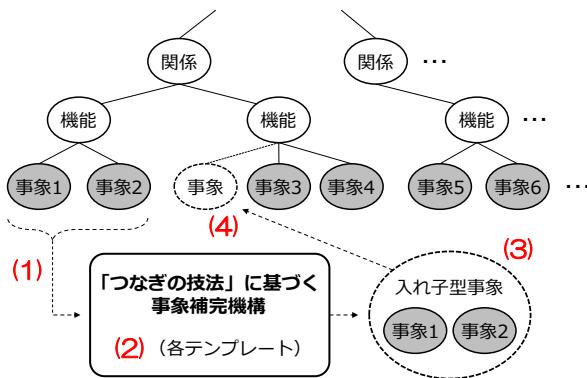 関係
関係
･･･
機能
機能
機能
･･･
事象1
事象2
事象
事象3
事象4
事象5
事象6
･･･
(4)
(3)
(1)
「つなぎの技法」に基づく
事象補完機構
(2)（各テンプレート）
入れ子型事象
事象1
事象2